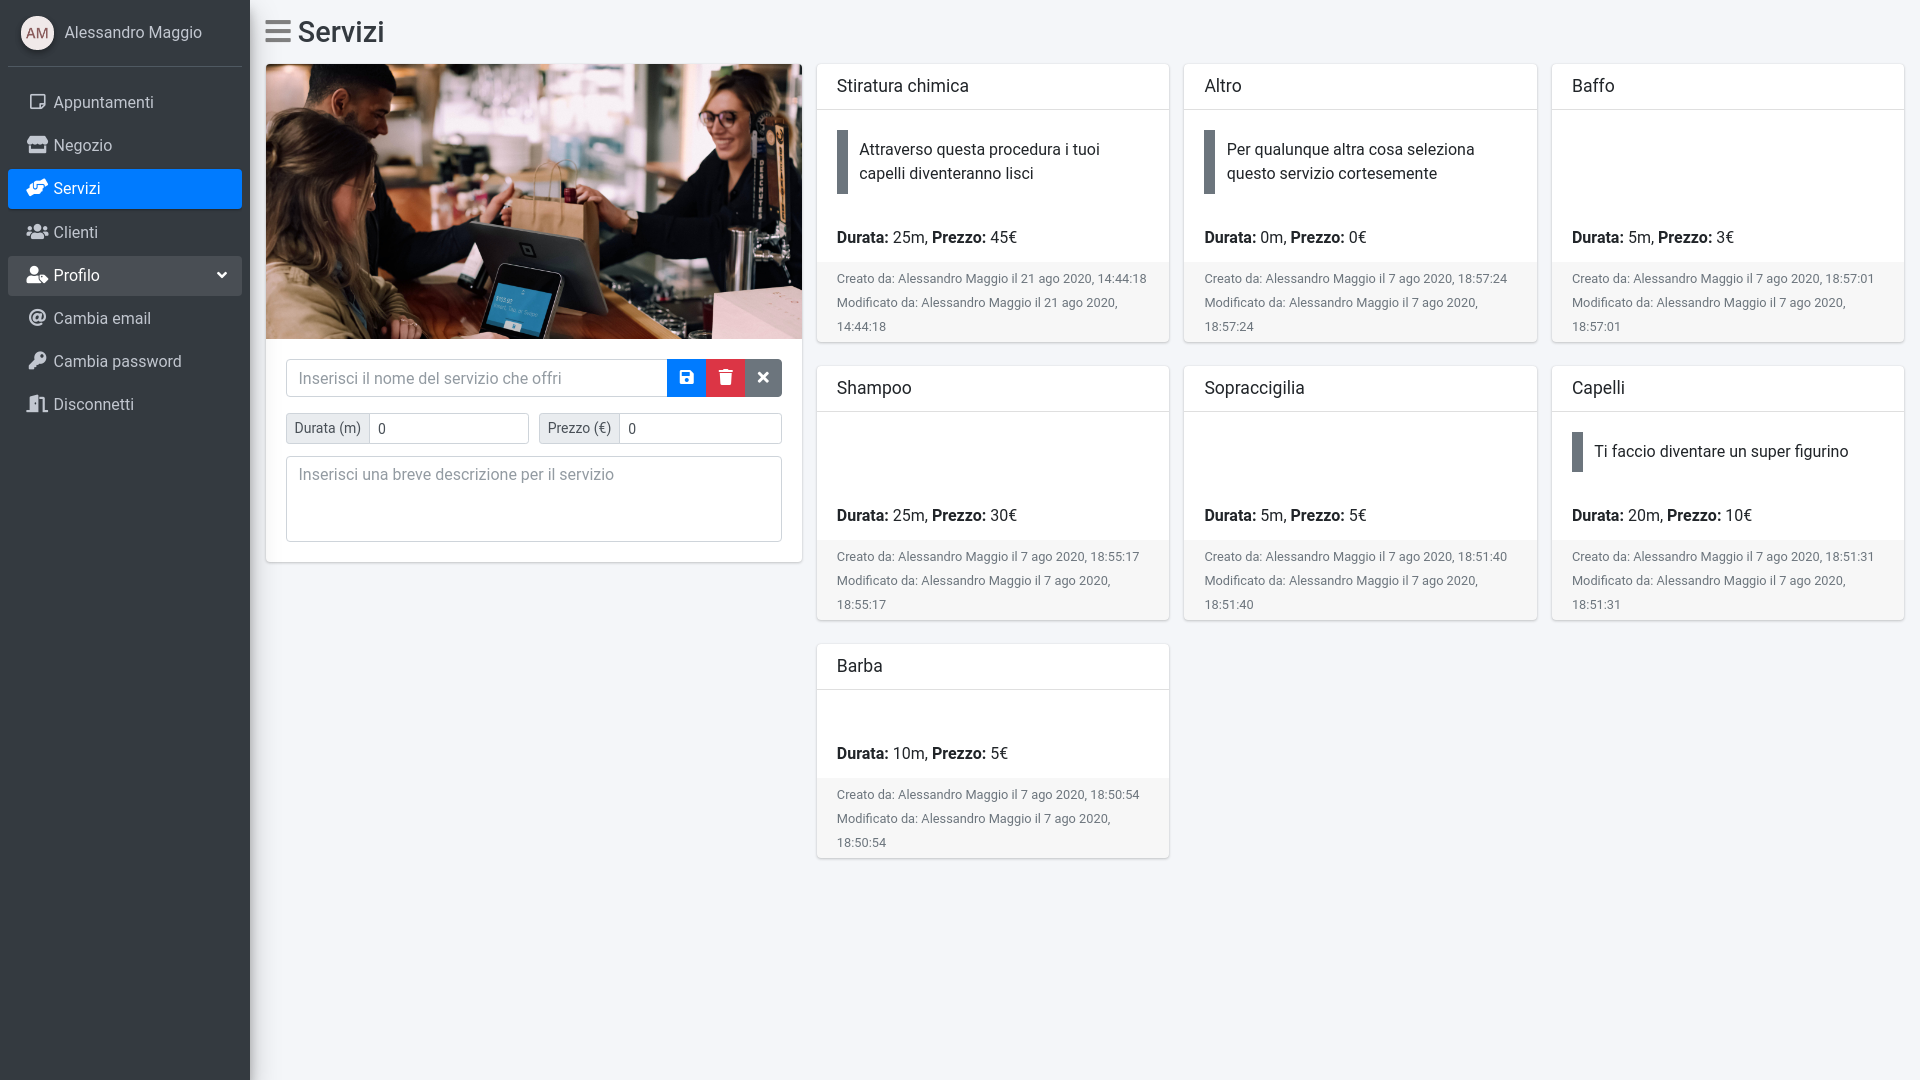 AM Alessandro Maggio
Appuntamenti
Negozio
Servizi
Clienti
Profilo
Cambia email
Cambia password
Disconnetti
Servizi
DESCHUTES
Inserisci il nome del servizio che offri
Durata (m) 0 Prezzo (€) 0
Inserisci una breve descrizione per il servizio
Stiratura chimica
Attraverso questa procedura i tuoi
capelli diventeranno lisci
Durata: 25m, Prezzo: 45€
Creato da: Alessandro Maggio il 21 ago 2020, 14:44:18
Modificato da: Alessandro Maggio il 21 ago 2020,
14:44:18
Altro
Per qualunque altra cosa seleziona
questo servizio cortesemente
Durata: 0m, Prezzo: 0€
Creato da: Alessandro Maggio il 7 ago 2020, 18:57:24
Modificato da: Alessandro Maggio il 7 ago 2020,
18:57:24
Baffo
Durata: 5m, Prezzo: 3€
Creato da: Alessandro Maggio il 7 ago 2020, 18:57:01
Modificato da: Alessandro Maggio il 7 ago 2020,
18:57:01
Shampoo
Durata: 25m, Prezzo: 30€
Creato da: Alessandro Maggio il 7 ago 2020, 18:55:17
Modificato da: Alessandro Maggio il 7 ago 2020,
18:55:17
Sopraccigilia
Durata: 5m, Prezzo: 5€
Creato da: Alessandro Maggio il 7 ago 2020, 18:51:40
Modificato da: Alessandro Maggio il 7 ago 2020,
18:51:40
Capelli
Ti faccio diventare un super figurino
Durata: 20m, Prezzo: 10€
Creato da: Alessandro Maggio il 7 ago 2020, 18:51:31
Modificato da: Alessandro Maggio il 7 ago 2020,
18:51:31
Barba
Durata: 10m, Prezzo: 5€
Creato da: Alessandro Maggio il 7 ago 2020, 18:50:54
Modificato da: Alessandro Maggio il 7 ago 2020,
18:50:54